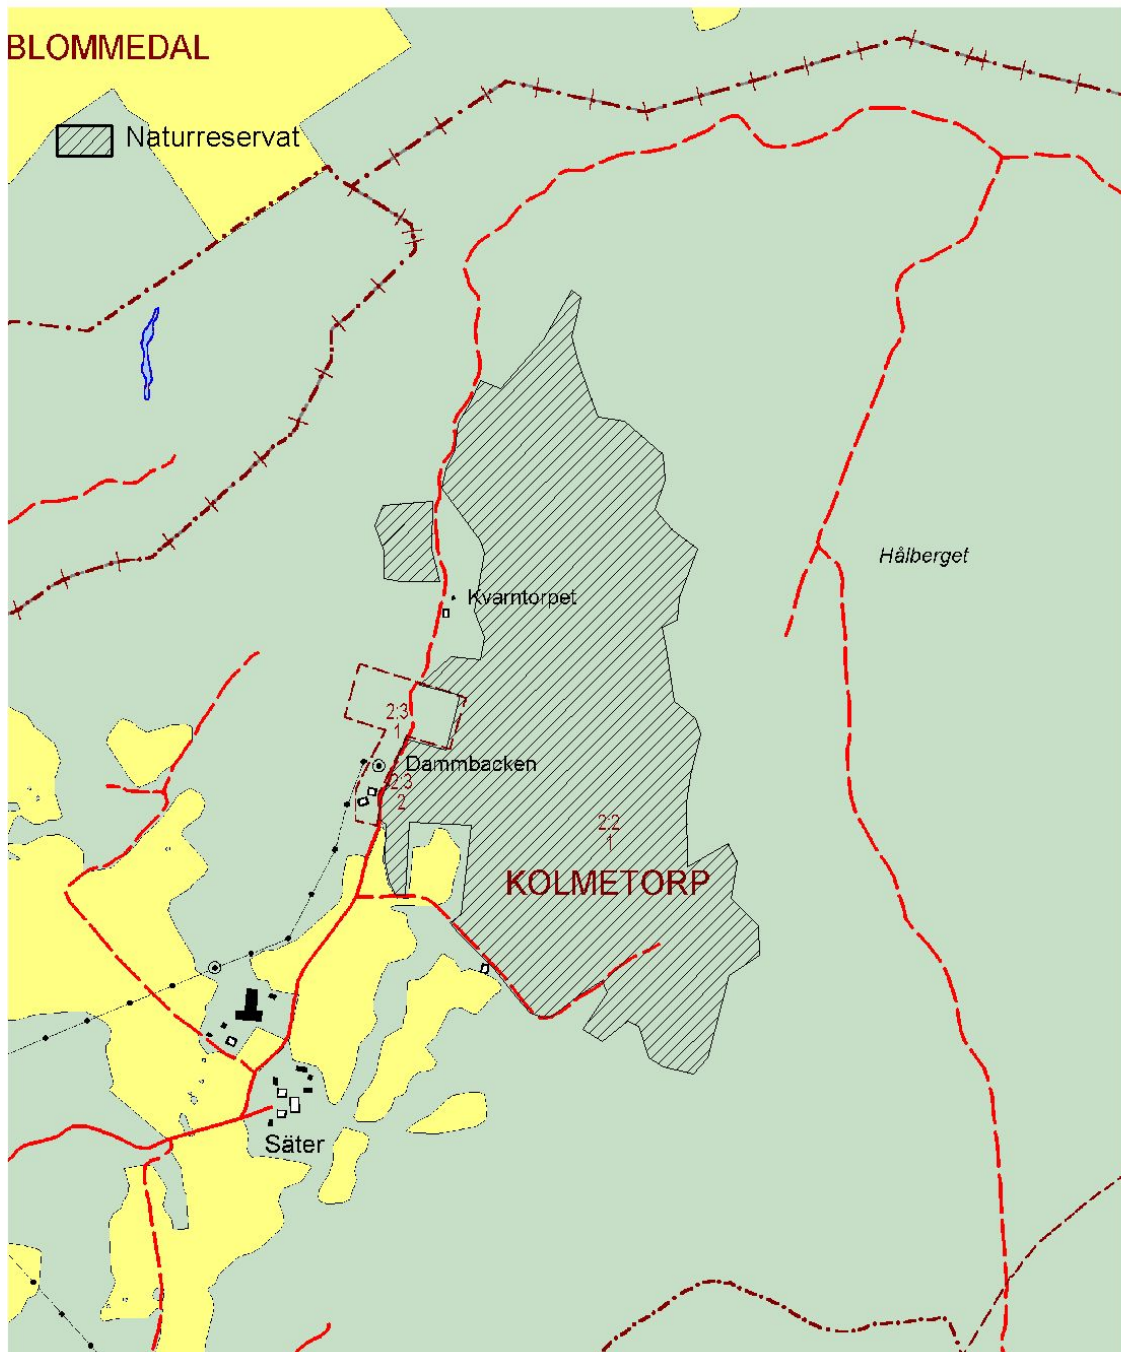 BLOMMEDAL
Naturreservat
Hålberget
Kvarntorpet
2:3
1
Dammbacken
2:3
2
2:2
1
KOLMETORP
Säter